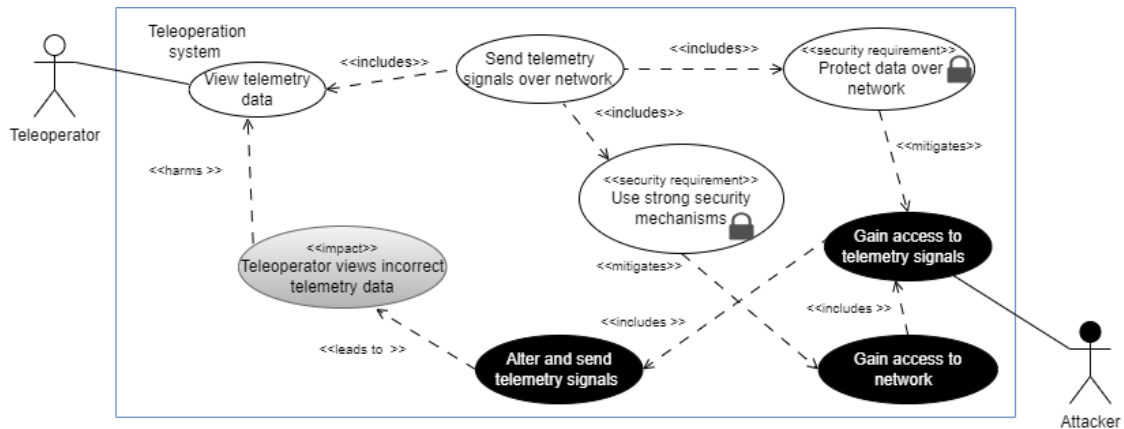 Teleoperation
system
Teleoperator
View telemetry
data
<<includes>>
Send telemetry
signals over network
<<includes>>
<<security requirement>>
Protect data over
network
<<includes>>
<<mitigates>>
<<harms >>
<<security requirement>>
Use strong security
mechanisms
<<impact>>
Teleoperator views incorrect
telemetry data
<<mitigates>>
Gain access to
telemetry signals
<<includes >>
<<includes >>
<<leads to >>
Alter and send
telemetry signals
Gain access to
network
Attacker